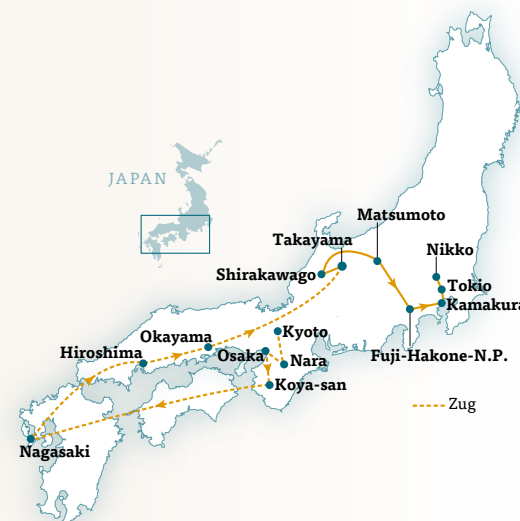 JAPAN
Matsumoto
Takayama
Nikko
Shirakawago
Tokio
Kamakura
Kyoto
Okayama
Hiroshima
Osaka
Nara
Fuji-Hakone-N.P.
Koya-san
Zug
Nagasaki